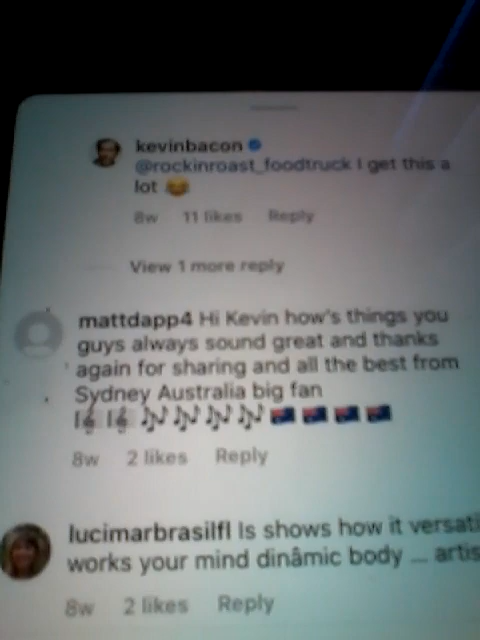 kevinbacon
@rockinroast_foodtruck I get this a
lot 😂
8w 11 likes Reply
View 1 more reply
mattdapp4 Hi Kevin how's things you
guys always sound great and thanks
again for sharing and all the best from
Sydney Australia big fan
🎼🎼🎶🎶🎶🎶🇦🇺🇦🇺🇦🇺🇦🇺
8w 2 likes Reply
lucimarbrasilfl Is shows how it versati
works your mind dinâmic body ... artis
8w 2 likes Reply